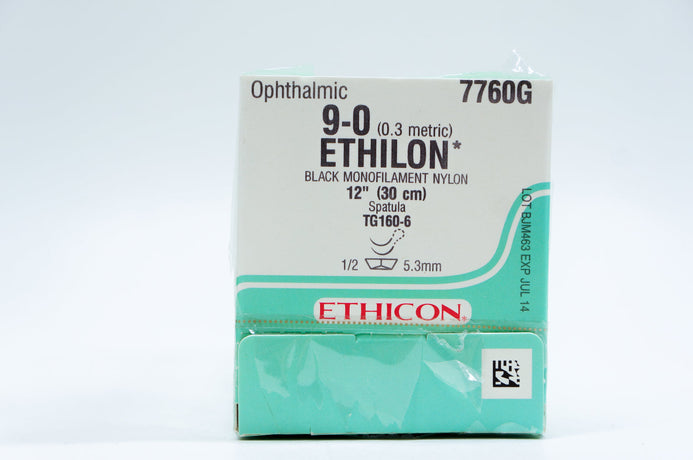 Ophthalmic
7760G
9-0 (0.3 metric)
ETHILON*
BLACK MONOFILAMENT NYLON
12" (30 cm)
Spatula
TG160-6
1/2 5.3mm
LOT BJM463 EXP JUL 14
ETHICON*